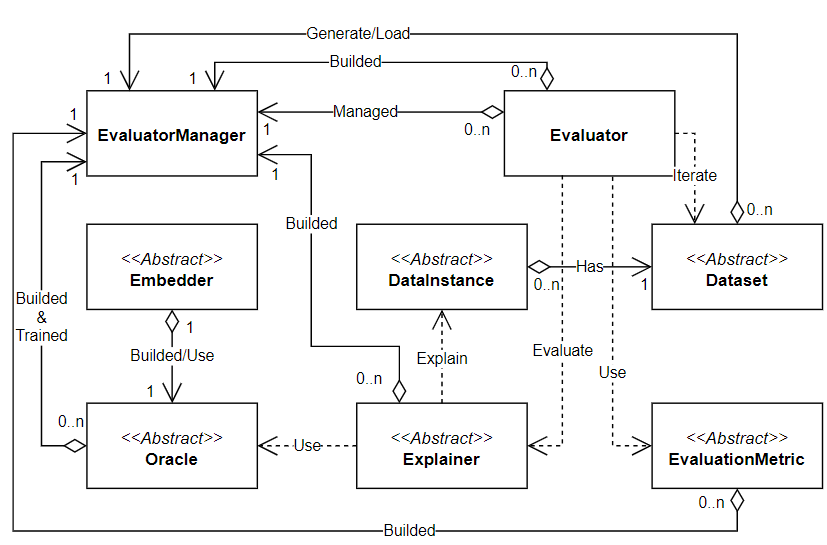 Generate/Load
Builded
0..n
1
1
1
Managed
0..n
1
EvaluatorManager
Evaluator
1
1
Iterate
0..n
Builded
<<Abstract>>
Embedder
<<Abstract>>
DataInstance
Has
0..n
1
<<Abstract>>
Dataset
Builded
&
Trained
1
Builded/Use
1
Explain
Evaluate
Use
0..n
0..n
<<Abstract>>
Oracle
Use
<<Abstract>>
Explainer
<<Abstract>>
EvaluationMetric
0..n
Builded